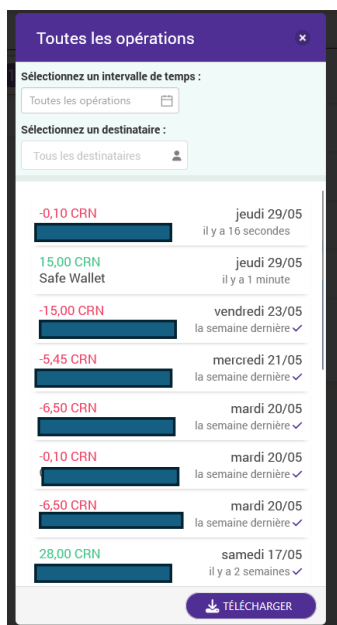 Toutes les opérations
Sélectionnez un intervalle de temps :
Toutes les opérations
Sélectionnez un destinataire :
Tous les destinataires
-0,10 CRN jeudi 29/05
il y a 16 secondes
15,00 CRN jeudi 29/05
Safe Wallet il y a 1 minute
-15,00 CRN vendredi 23/05
la semaine dernière
-5,45 CRN mercredi 21/05
la semaine dernière
-6,50 CRN mardi 20/05
la semaine dernière
-0,10 CRN mardi 20/05
la semaine dernière
-6,50 CRN mardi 20/05
la semaine dernière
28,00 CRN samedi 17/05
il y a 2 semaines
TÉLÉCHARGER